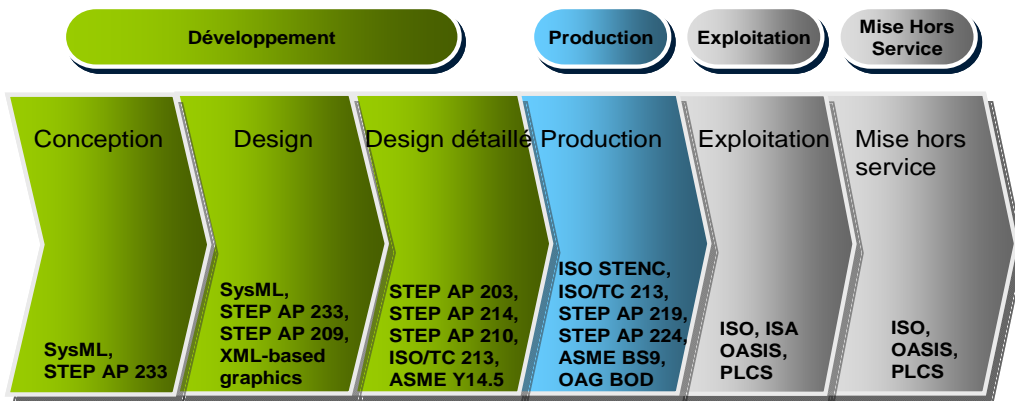 Développement
Production
Exploitation
Mise Hors
Service
Conception
Design
Design détaillé
Production
Exploitation
Mise hors
service
SysML,
STEP AP 233
SysML,
STEP AP 233,
STEP AP 209,
XML-based
graphics
STEP AP 203,
STEP AP 214,
STEP AP 210,
ISO/TC 213,
ASME Y14.5
ISO STENC,
ISO/TC 213,
STEP AP 219,
STEP AP 224,
ASME BS9,
OAG BOD
ISO, ISA
OASIS,
PLCS
ISO,
OASIS,
PLCS